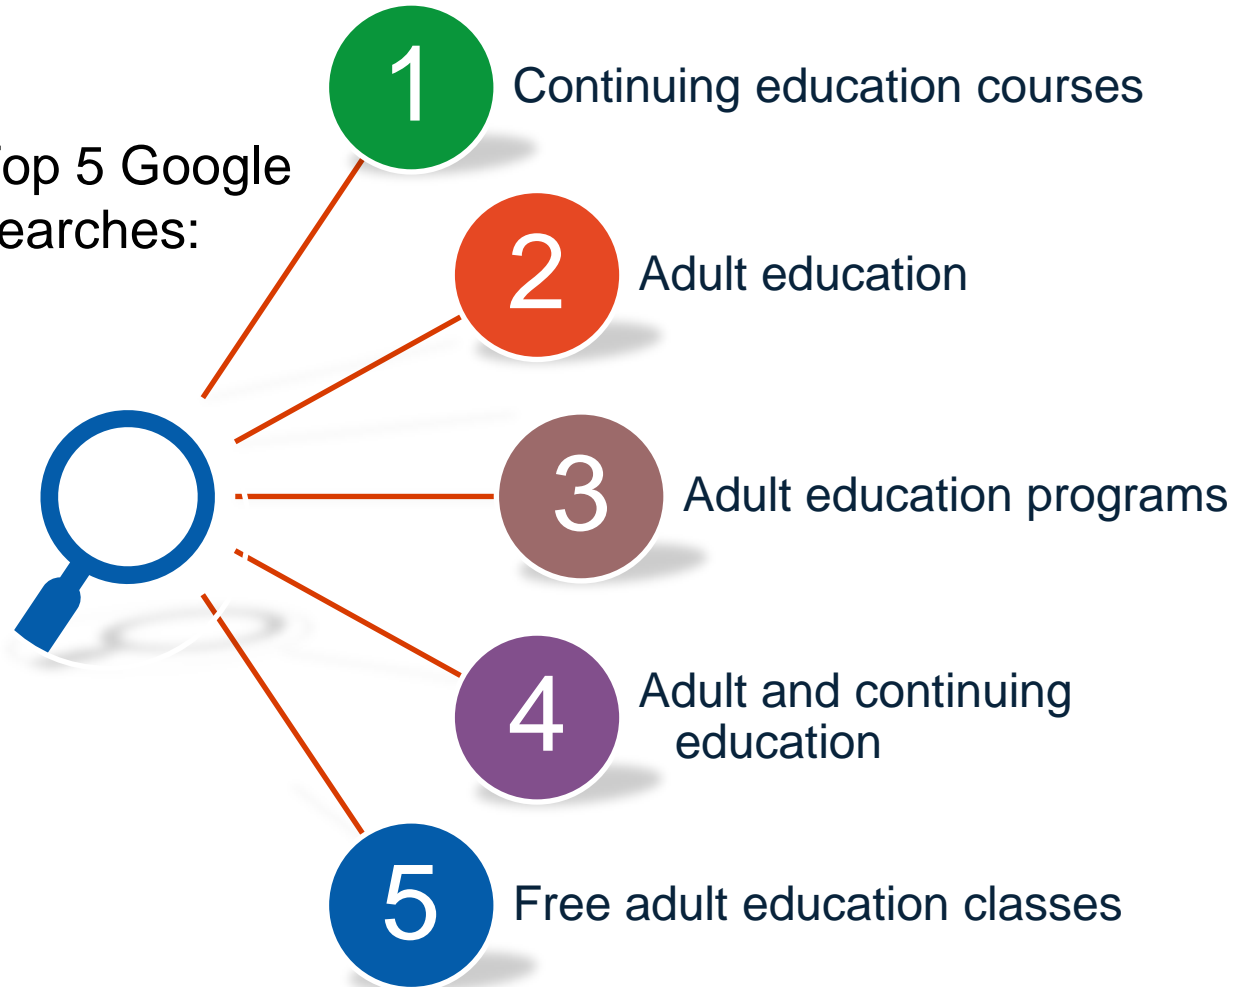 1
Continuing education courses
op 5 Google
earches:
2
Adult education
3
Adult education programs
4
Adult and continuing
education
5
Free adult education classes